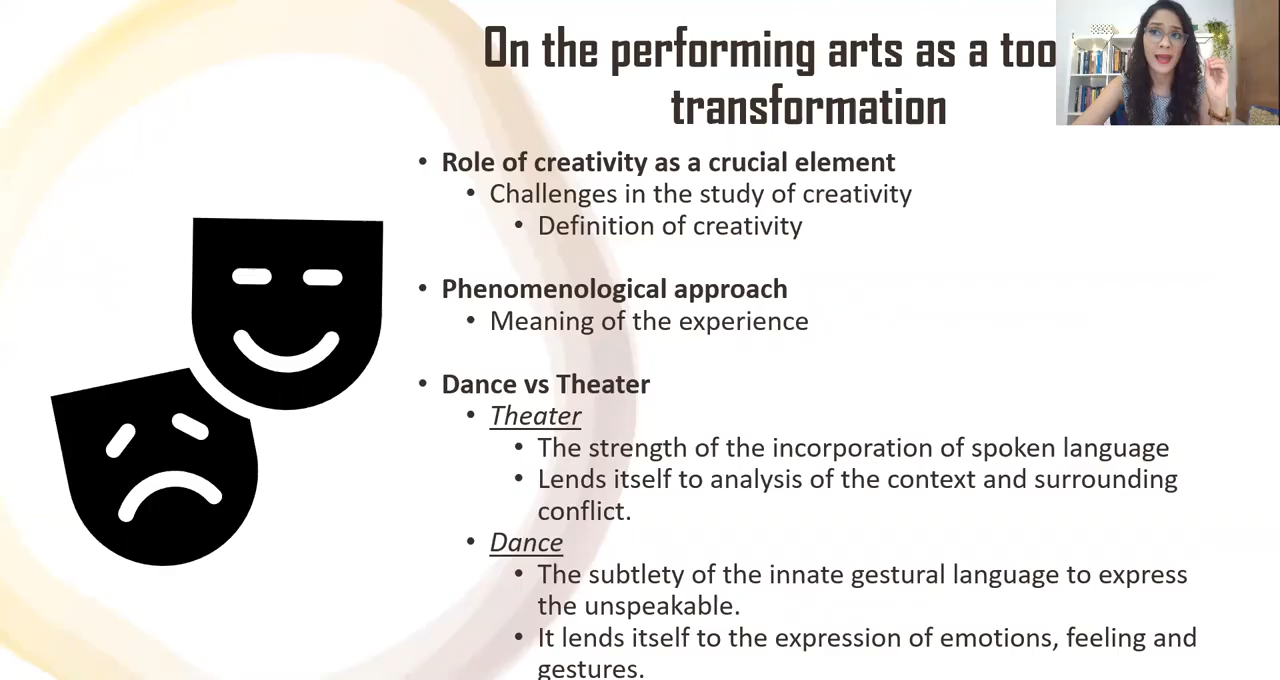 On the performing arts as a too
transformation
• Role of creativity as a crucial element
• Challenges in the study of creativity
• Definition of creativity
• Phenomenological approach
• Meaning of the experience
• Dance vs Theater
• Theater
• The strength of the incorporation of spoken language
• Lends itself to analysis of the context and surrounding
conflict.
• Dance
• The subtlety of the innate gestural language to express
the unspeakable.
• It lends itself to the expression of emotions, feeling and
gestures.